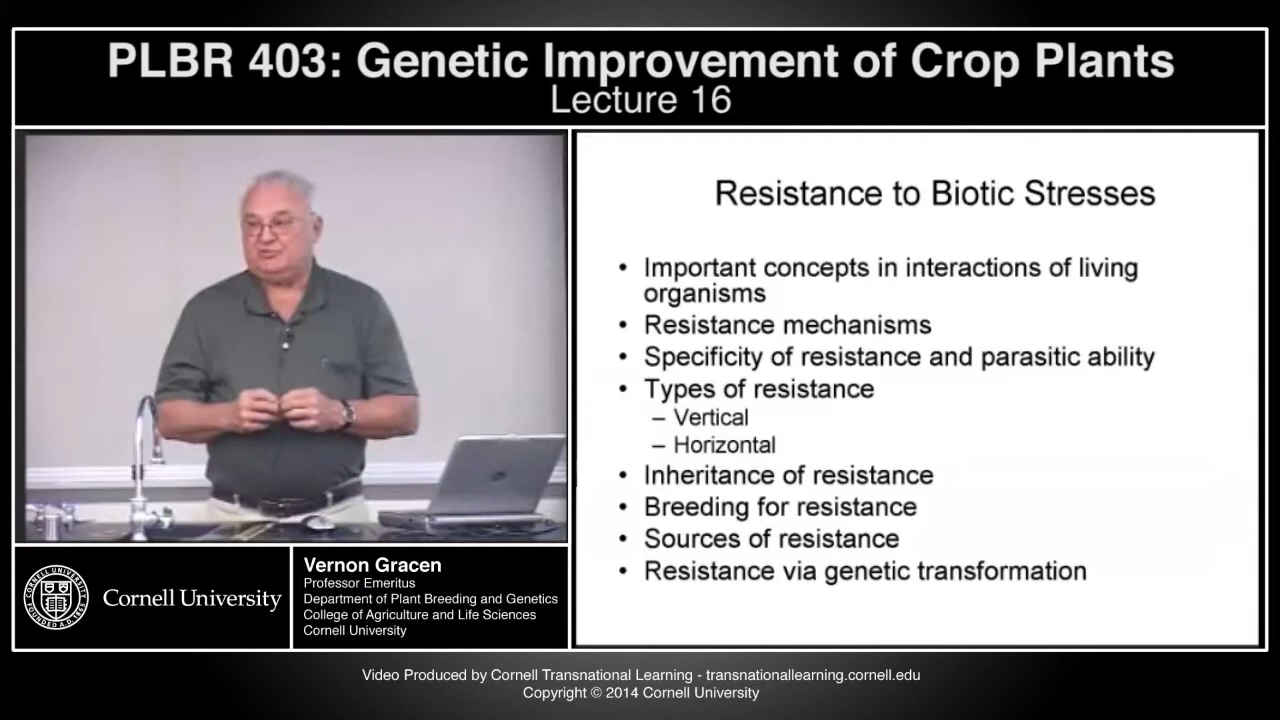 PLBR 403: Genetic Improvement of Crop Plants
Lecture 16
Resistance to Biotic Stresses
• Important concepts in interactions of living
organisms
• Resistance mechanisms
• Specificity of resistance and parasitic ability
• Types of resistance
– Vertical
– Horizontal
• Inheritance of resistance
• Breeding for resistance
• Sources of resistance
• Resistance via genetic transformation
CORNELL UNIVERSITY
FOUNDED A.D. 1865
Cornell University
Vernon Gracen
Professor Emeritus
Department of Plant Breeding and Genetics
College of Agriculture and Life Sciences
Cornell University
Video Produced by Cornell Transnational Learning - transnationallearning.cornell.edu
Copyright © 2014 Cornell University